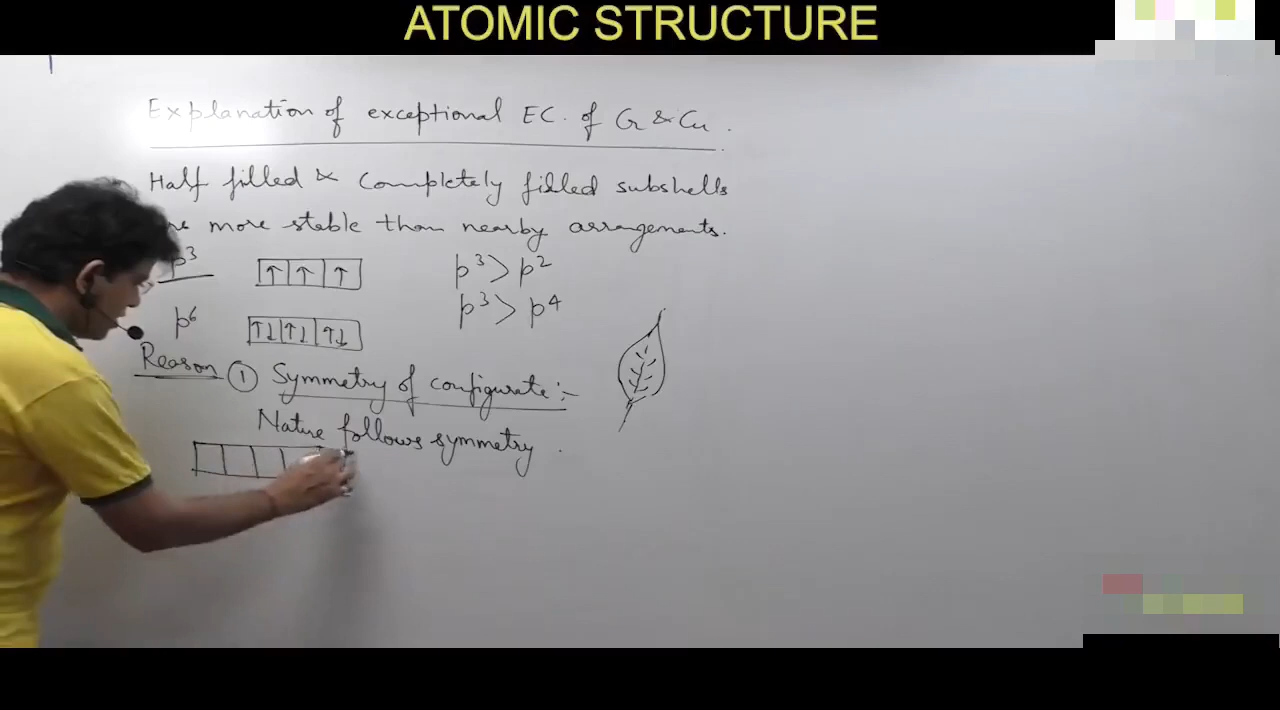 ATOMIC STRUCTURE
Explanation of exceptional EC. of Cr & Cu.
Half filled & Completely filled subshells
more stable than nearby arrangements.
p³ ↑ ↑ ↑ p³ > p²
p³ > p⁴
p⁶ ↑↓ ↑↓ ↑↓
Reason ① Symmetry of configurate :-
Nature follows symmetry.